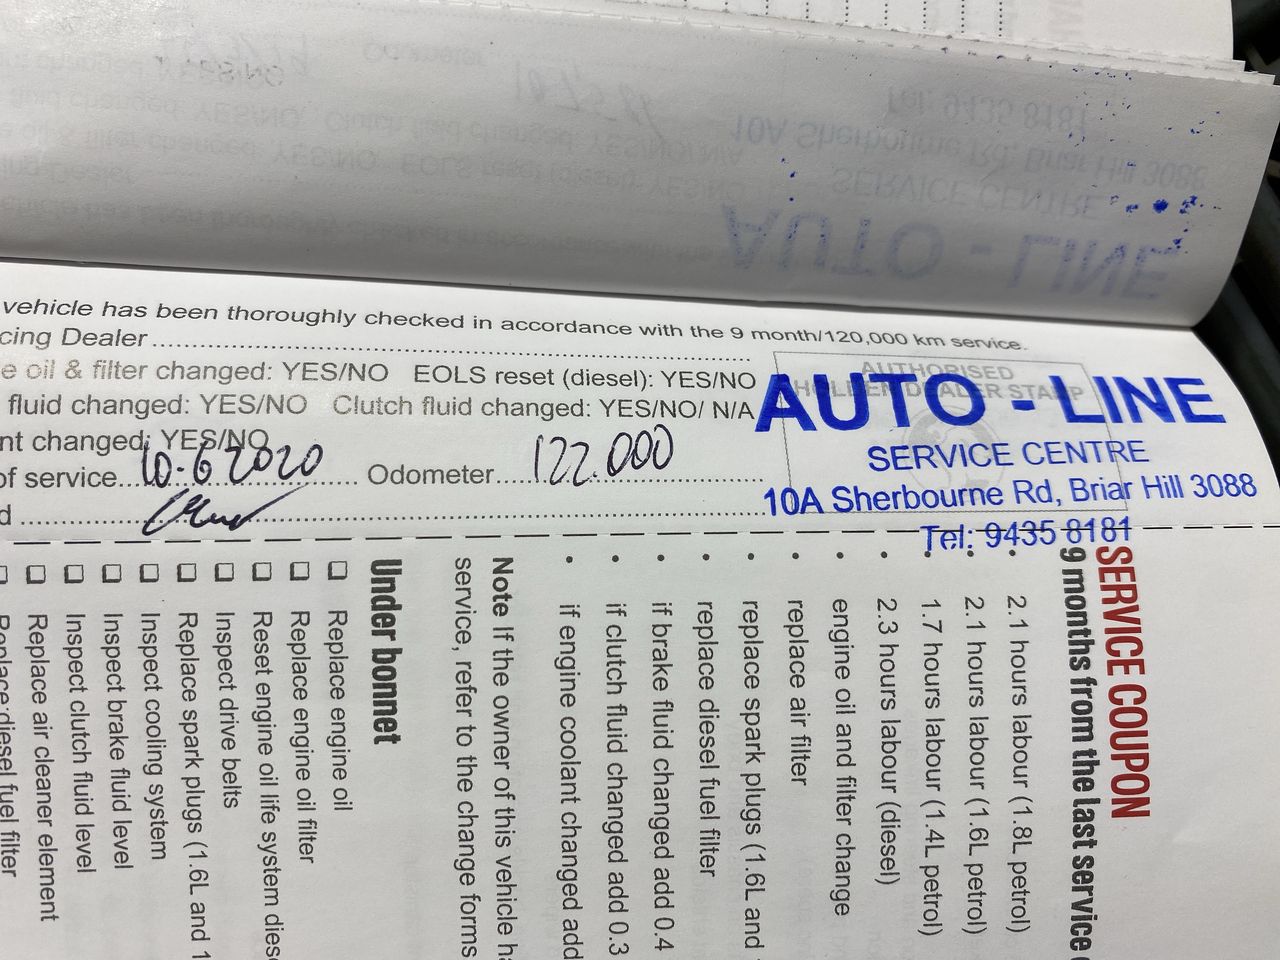 vehicle has been thoroughly checked in accordance with the 9 month/120,000 km service.
cing Dealer
e oil & filter changed: YES/NO EOLS reset (diesel): YES/NO
fluid changed: YES/NO Clutch fluid changed: YES/NO/ N/A
nt changed: YES/NO
of service 10.6 2020 Odometer 122.000
d
AUTHORISED
HOLDEN DEALER STAMP
AUTO - LINE
SERVICE CENTRE
10A Sherbourne Rd, Briar Hill 3088
Tel: 9435 8181
SERVICE COUPON
9 months from the last service
• 2.1 hours labour (1.8L petrol)
• 2.1 hours labour (1.6L petrol)
• 1.7 hours labour (1.4L petrol)
• 2.3 hours labour (diesel)
• engine oil and filter change
• replace air filter
• replace spark plugs (1.6L and
• replace diesel fuel filter
• if brake fluid changed add 0.4
• if clutch fluid changed add 0.3
• if engine coolant changed add
Note If the owner of this vehicle ha
service, refer to the change forms
Under bonnet
Replace engine oil
Replace engine oil filter
Reset engine oil life system diese
Inspect drive belts
Replace spark plugs (1.6L and 1
Inspect cooling system
Inspect brake fluid level
Inspect clutch fluid level
Replace air cleaner element
Replace diesel fuel filter